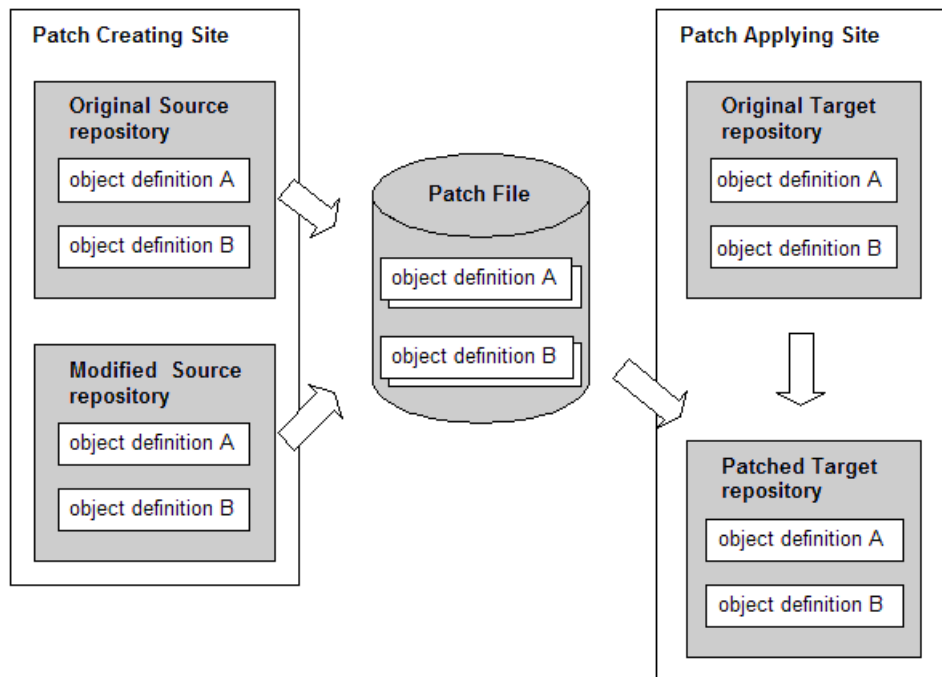 Patch Creating Site
Original Source
repository
object definition A
object definition B
Modified Source
repository
object definition A
object definition B
Patch File
object definition A
object definition B
Patch Applying Site
Original Target
repository
object definition A
object definition B
Patched Target
repository
object definition A
object definition B